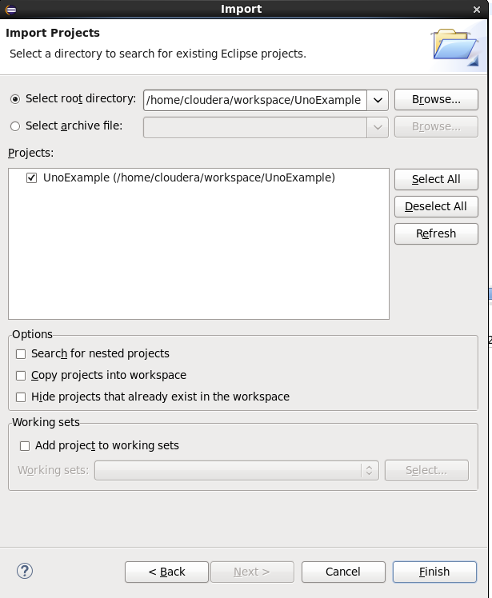 Import
Import Projects
Select a directory to search for existing Eclipse projects.
Select root directory: /home/cloudera/workspace/UnoExample Browse...
Select archive file: Browse...
Projects:
UnoExample (/home/cloudera/workspace/UnoExample)
Select All
Deselect All
Refresh
Options
Search for nested projects
Copy projects into workspace
Hide projects that already exist in the workspace
Working sets
Add project to working sets
Working sets: Select...
? < Back Next > Cancel Finish